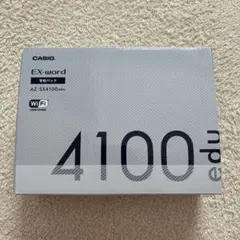 CASIO
EX-word
学校パック
AZ-SX4100edu
Wi Fi
4100
edu